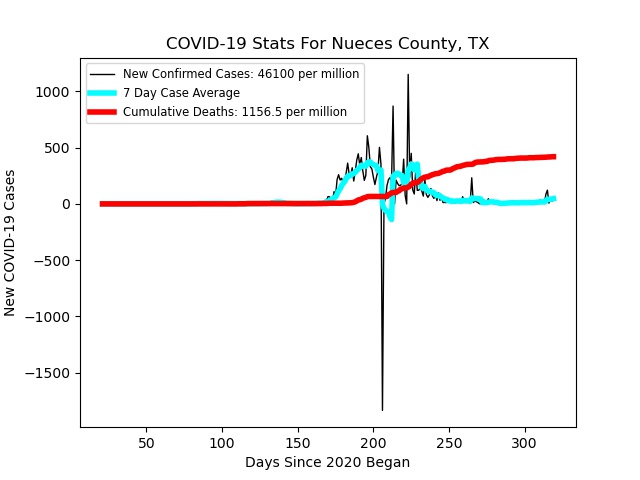 COVID-19 Stats For Nueces County, TX
New Confirmed Cases: 46100 per million
7 Day Case Average
Cumulative Deaths: 1156.5 per million
1000
500
0
−500
−1000
−1500
New COVID-19 Cases
50 100 150 200 250 300
Days Since 2020 Began